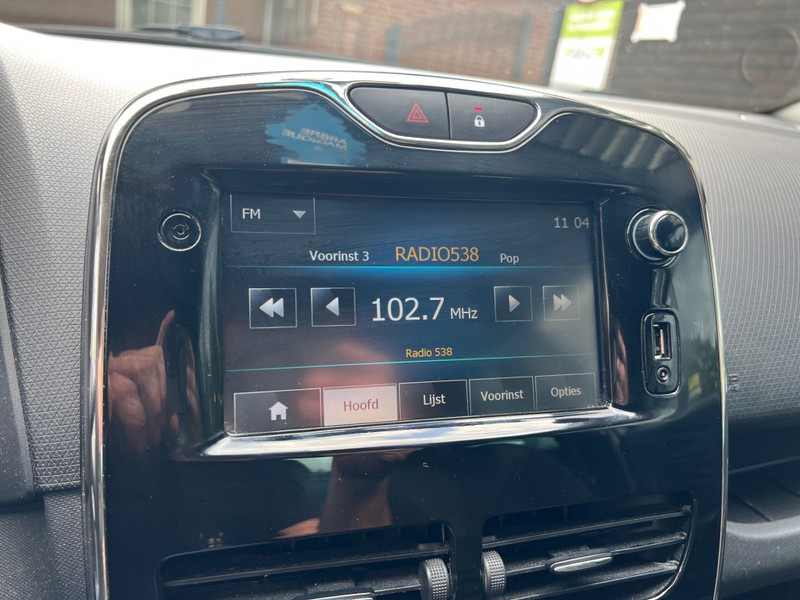 FM
11 04
Voorinst 3 RADIO538 Pop
102.7 MHz
Radio 538
Hoofd Lijst Voorinst Opties